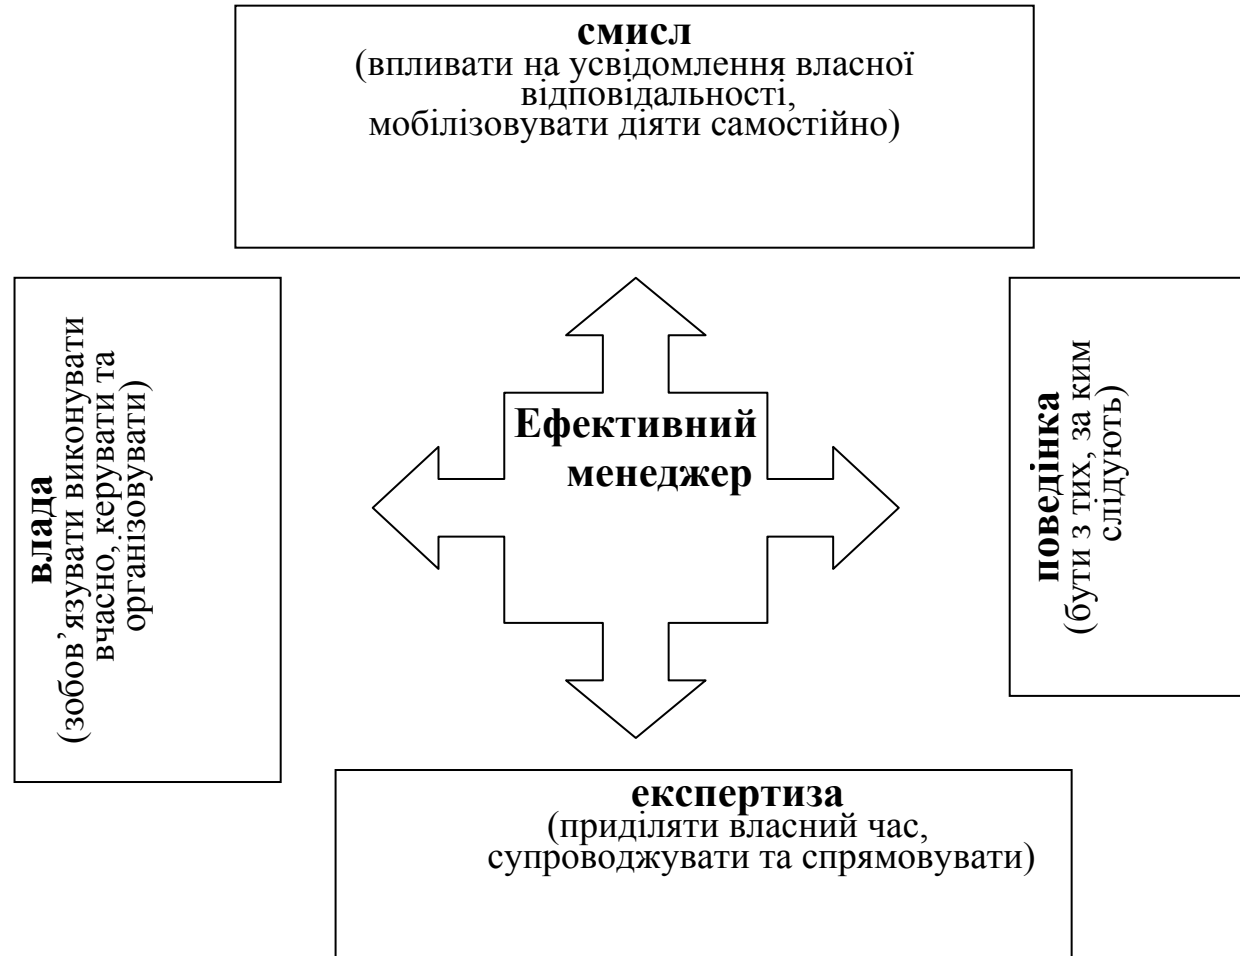 смисл
(впливати на усвідомлення власної
відповідальності,
мобілізовувати діяти самостійно)
влада
(зобов’язувати виконувати
вчасно, керувати та
організовувати)
Ефективний
менеджер
поведінка
(бути з тих, за ким
слідують)
експертиза
(приділяти власний час,
супроводжувати та спрямовувати)